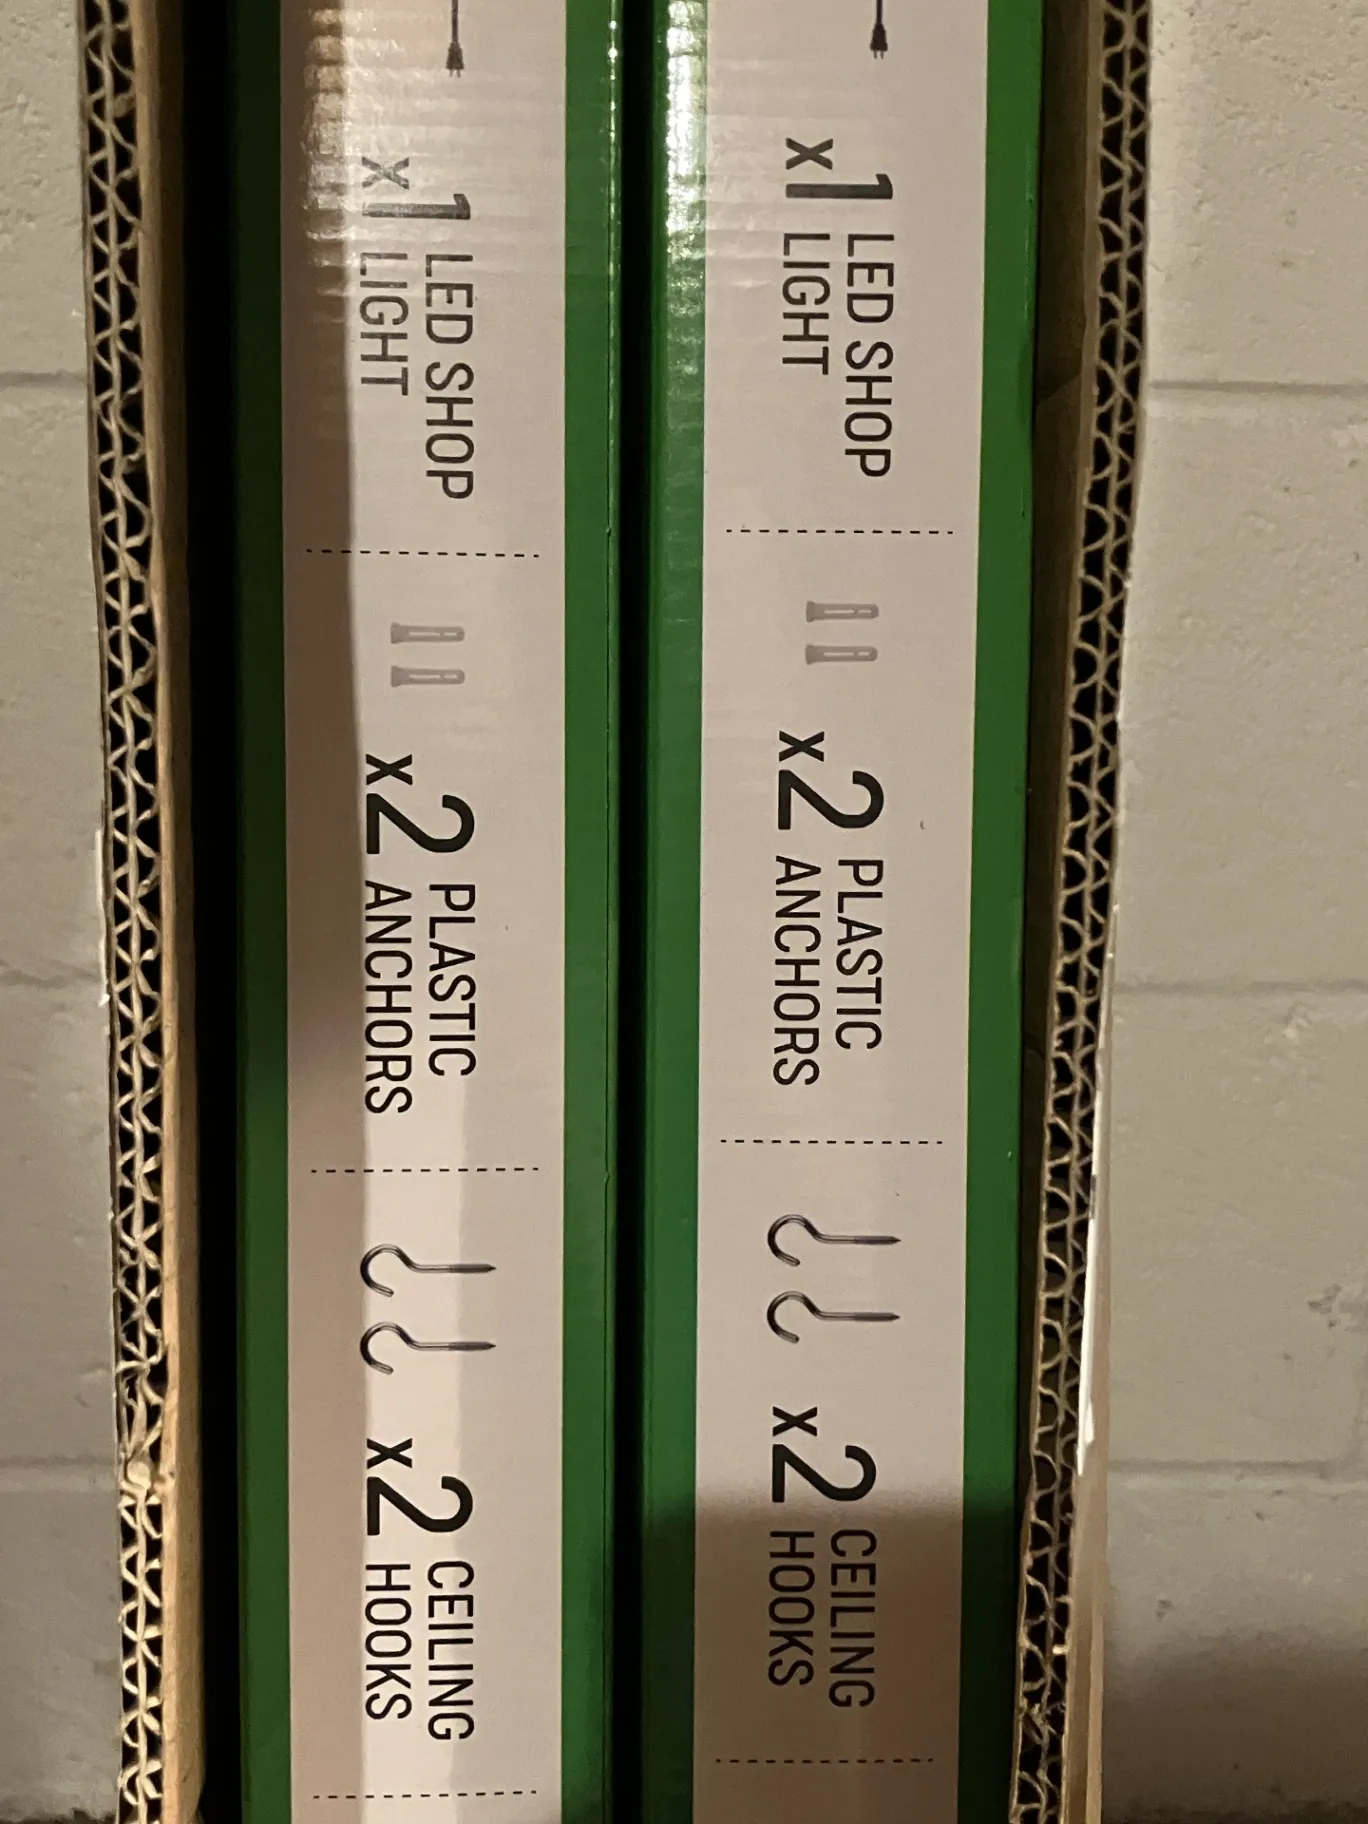 x1 LED SHOP
LIGHT
x2 PLASTIC
ANCHORS
x2 CEILING
HOOKS
x1 LED SHOP
LIGHT
x2 PLASTIC
ANCHORS
x2 CEILING
HOOKS